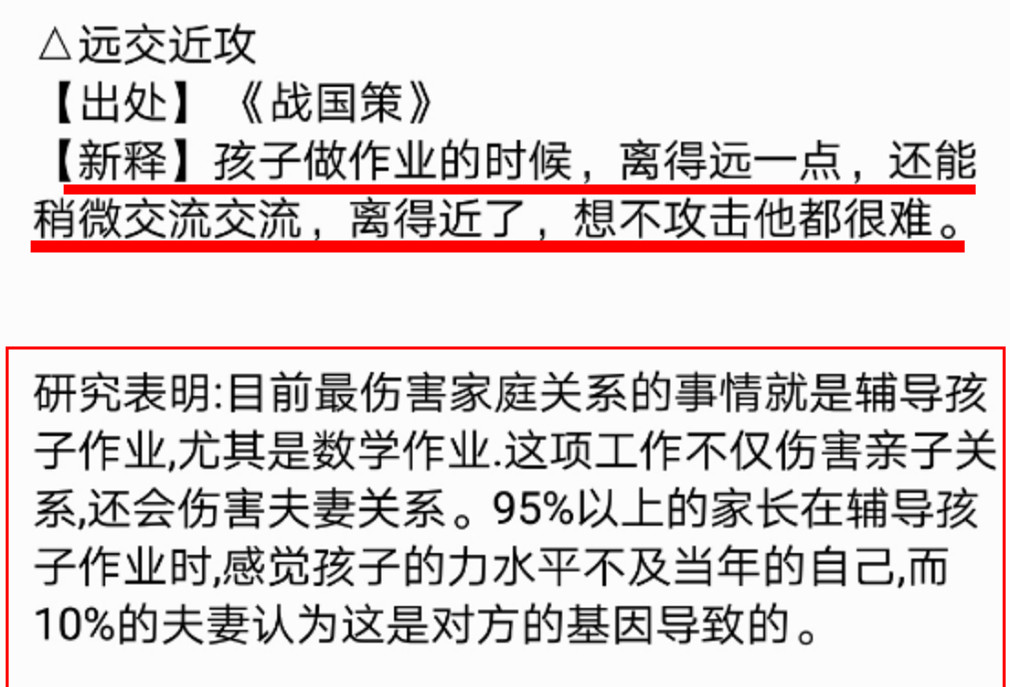 △远交近攻
【出处】《战国策》
【新释】孩子做作业的时候，离得远一点，还能
稍微交流交流，离得近了，想不攻击他都很难。
研究表明:目前最伤害家庭关系的事情就是辅导孩
子作业,尤其是数学作业.这项工作不仅伤害亲子关
系,还会伤害夫妻关系。95%以上的家长在辅导孩
子作业时,感觉孩子的力水平不及当年的自己,而
10%的夫妻认为这是对方的基因导致的。